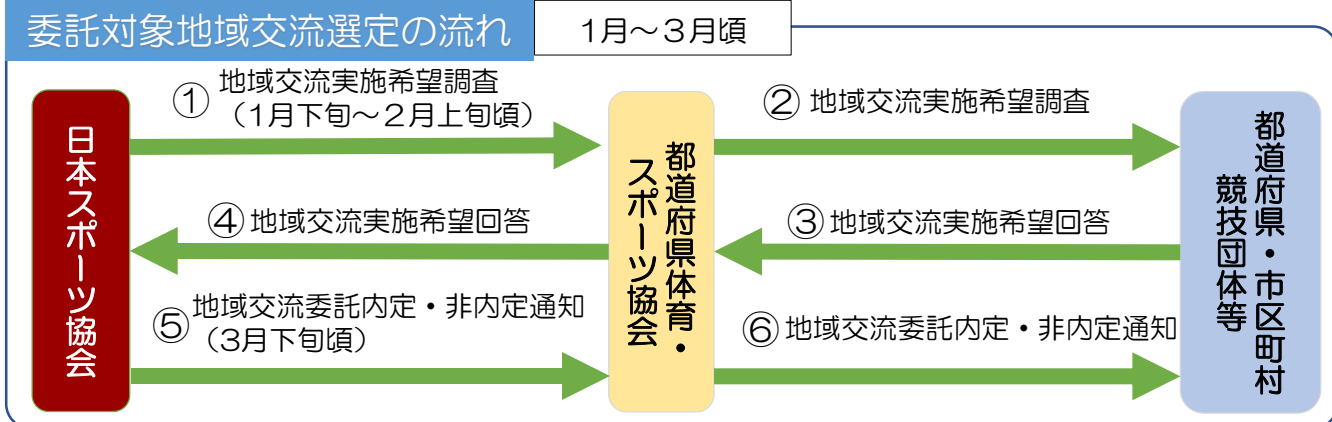 委託対象地域交流選定の流れ
1月～3月頃
日本スポーツ協会
①地域交流実施希望調査
（1月下旬～2月上旬頃）
④地域交流実施希望回答
⑤地域交流委託内定・非内定通知
（3月下旬頃）
都道府県体育・
スポーツ協会
②地域交流実施希望調査
③地域交流実施希望回答
⑥地域交流委託内定・非内定通知
都道府県・市区町村
競技団体等